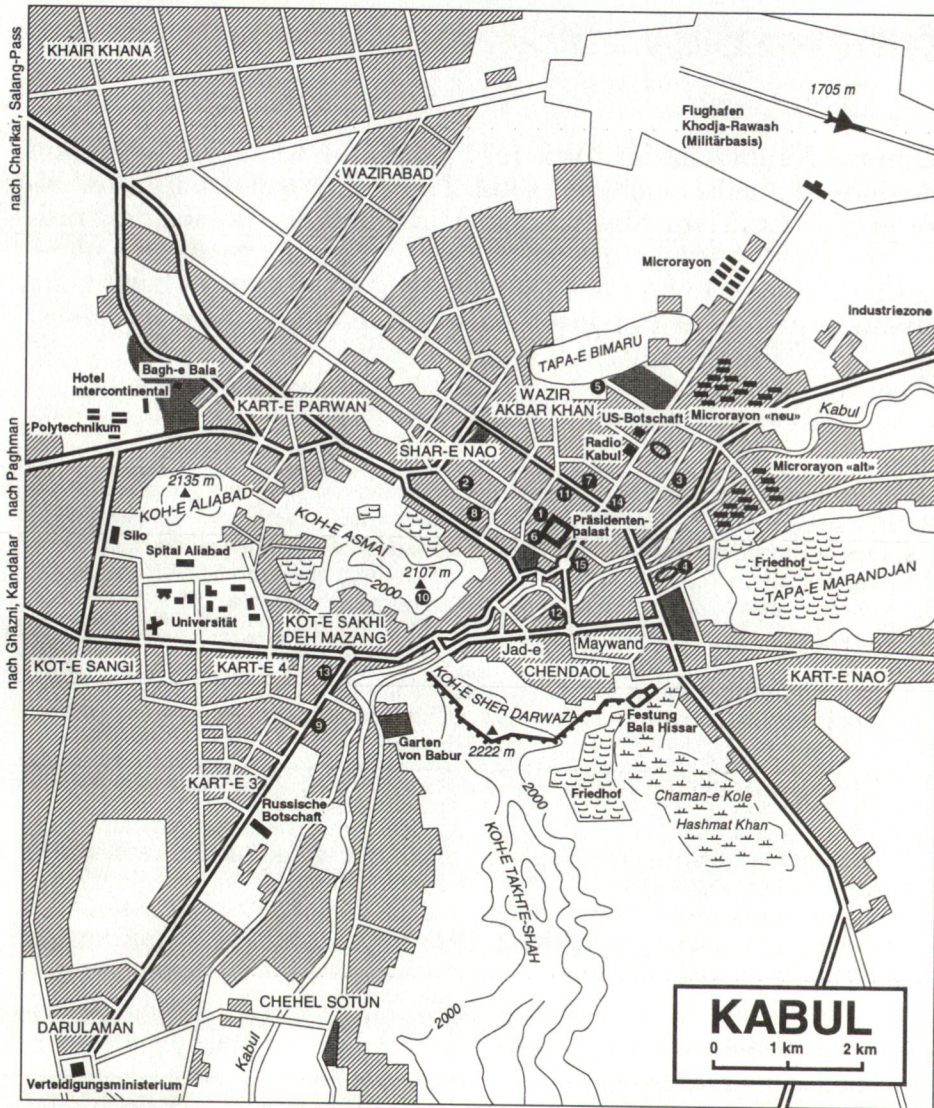 KHAIR KHANA
nach Charikar, Salang-Pass
1705 m
Flughafen
Khodja-Rawash
(Militärbasis)
WAZIRABAD
Microrayon
Industriezone
TAPA-E BIMARU
Bagh-e Bala
Hotel
Intercontinental
Polytechnikum
KART-E PARWAN
WAZIR
AKBAR KHAN
5
US-Botschaft
Microrayon «neu»
Kabul
nach Paghman
SHAR-E NAO
Radio
Kabul
Microrayon «alt»
2135 m
KOH-E ALIABAD
2
7
3
11
14
KOH-E ASMAÏ
8
1
6
Präsidenten-
palast
Silo
Spital Aliabad
2107 m
2000
10
15
4
Friedhof
TAPA-E MARANDJAN
nach Ghazni, Kandahar
Universität
KOT-E SAKHI
DEH MAZANG
12
Jad-e
Maywand
KOT-E SANGI
KART-E 4
13
CHENDAOL
KART-E NAO
KOH-E SHER DARWAZA
9
Garten
von Babur
2222 m
Festung
Bala Hissar
KART-E 3
2000
Friedhof
Chaman-e Kole
Hashmat Khan
Russische
Botschaft
KOH-E TAKHTE-SHAH
CHEHEL SOTUN
2000
DARULAMAN
Kabul
Verteidigungsministerium
KABUL
0 1 km 2 km